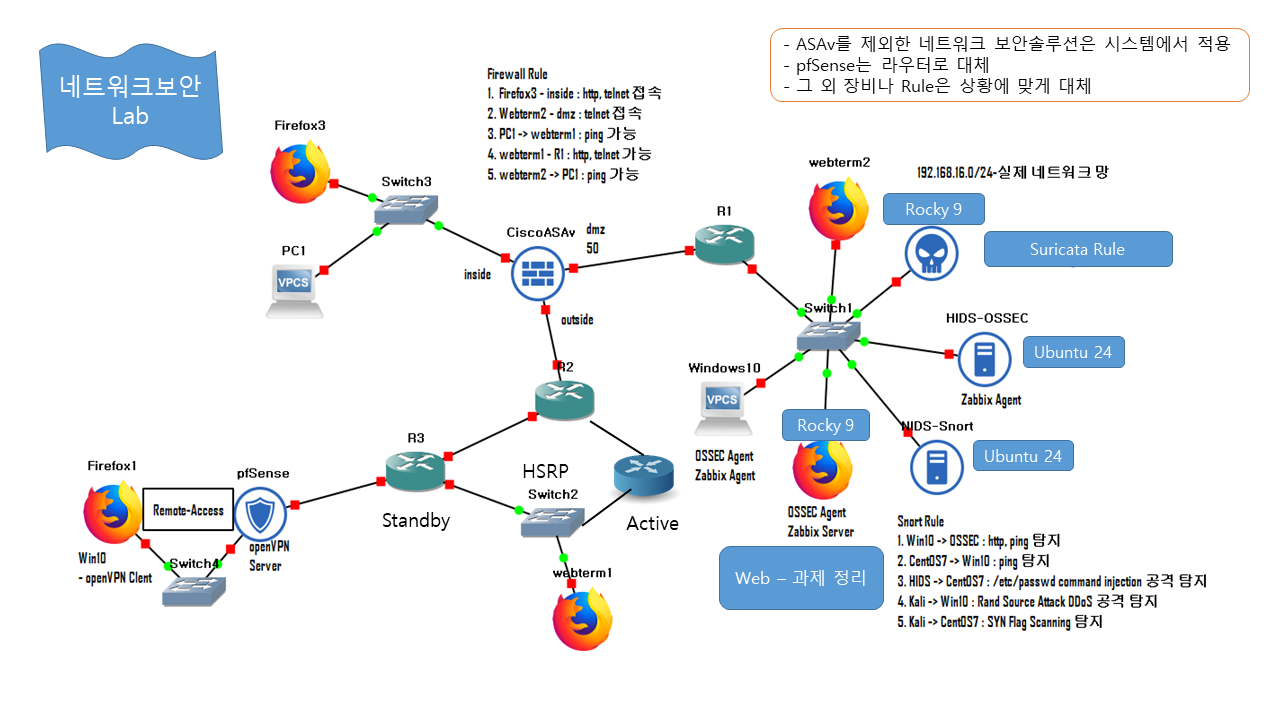 네트워크보안
Lab
- ASAv를 제외한 네트워크 보안솔루션은 시스템에서 적용
- pfSense는 라우터로 대체
- 그 외 장비나 Rule은 상황에 맞게 대체
Firewall Rule
1. Firefox3 - inside : http, telnet 접속
2. Webterm2 - dmz : telnet 접속
3. PC1 -> webterm1 : ping 가능
4. webterm1 - R1 : http, telnet 가능
5. webterm2 -> PC1 : ping 가능
Firefox3
Switch3
PC1
VPCS
CiscoASAv
dmz
50
inside
outside
R1
webterm2
192.168.16.0/24-실제 네트워크 망
Rocky 9
Suricata Rule
Switch1
HIDS-OSSEC
Ubuntu 24
Zabbix Agent
Windows10
VPCS
OSSEC Agent
Zabbix Agent
Rocky 9
OSSEC Agent
Zabbix Server
NIDS-Snort
Ubuntu 24
R2
R3
HSRP
Switch2
Standby
Active
webterm1
Firefox1
pfSense
Remote-Access
openVPN
Server
Win10
- openVPN Clent
Switch4
Web – 과제 정리
Snort Rule
1. Win10 -> OSSEC : http, ping 탐지
2. CentOS7 -> Win10 : ping 탐지
3. HIDS -> CentOS7 : /etc/passwd command injection 공격 탐지
4. Kali -> Win10 : Rand Source Attack DDoS 공격 탐지
5. Kali -> CentOS7 : SYN Flag Scanning 탐지